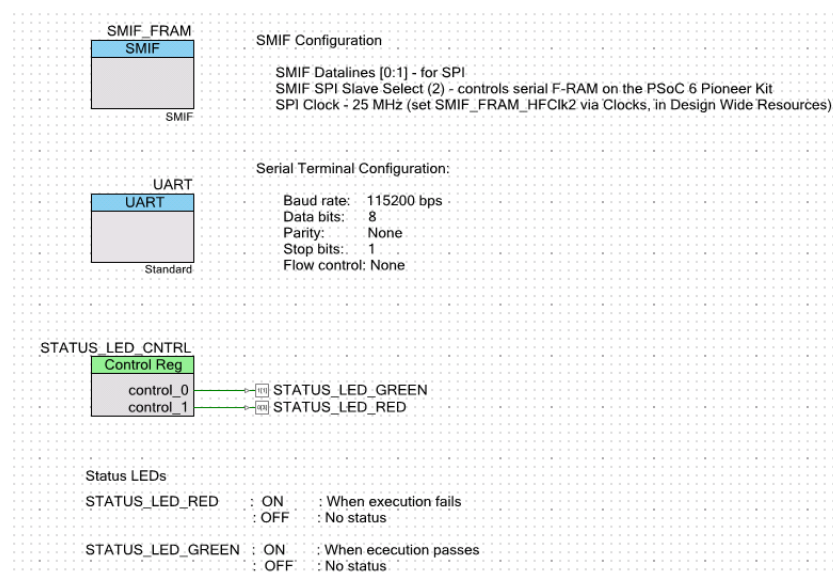 SMIF_FRAM
SMIF
SMIF
SMIF Configuration
SMIF Datalines [0:1] - for SPI
SMIF SPI Slave Select (2) - controls serial F-RAM on the PSoC 6 Pioneer Kit
SPI Clock - 25 MHz (set SMIF_FRAM_HFClk2 via Clocks, in Design Wide Resources)
UART
UART
Standard
Serial Terminal Configuration:
Baud rate: 115200 bps
Data bits: 8
Parity: None
Stop bits: 1
Flow control: None
STATUS_LED_CNTRL
Control Reg
control_0
STATUS_LED_GREEN
control_1
STATUS_LED_RED
Status LEDs
STATUS_LED_RED : ON : When execution fails
: OFF : No status
STATUS_LED_GREEN : ON : When ececution passes
: OFF : No status